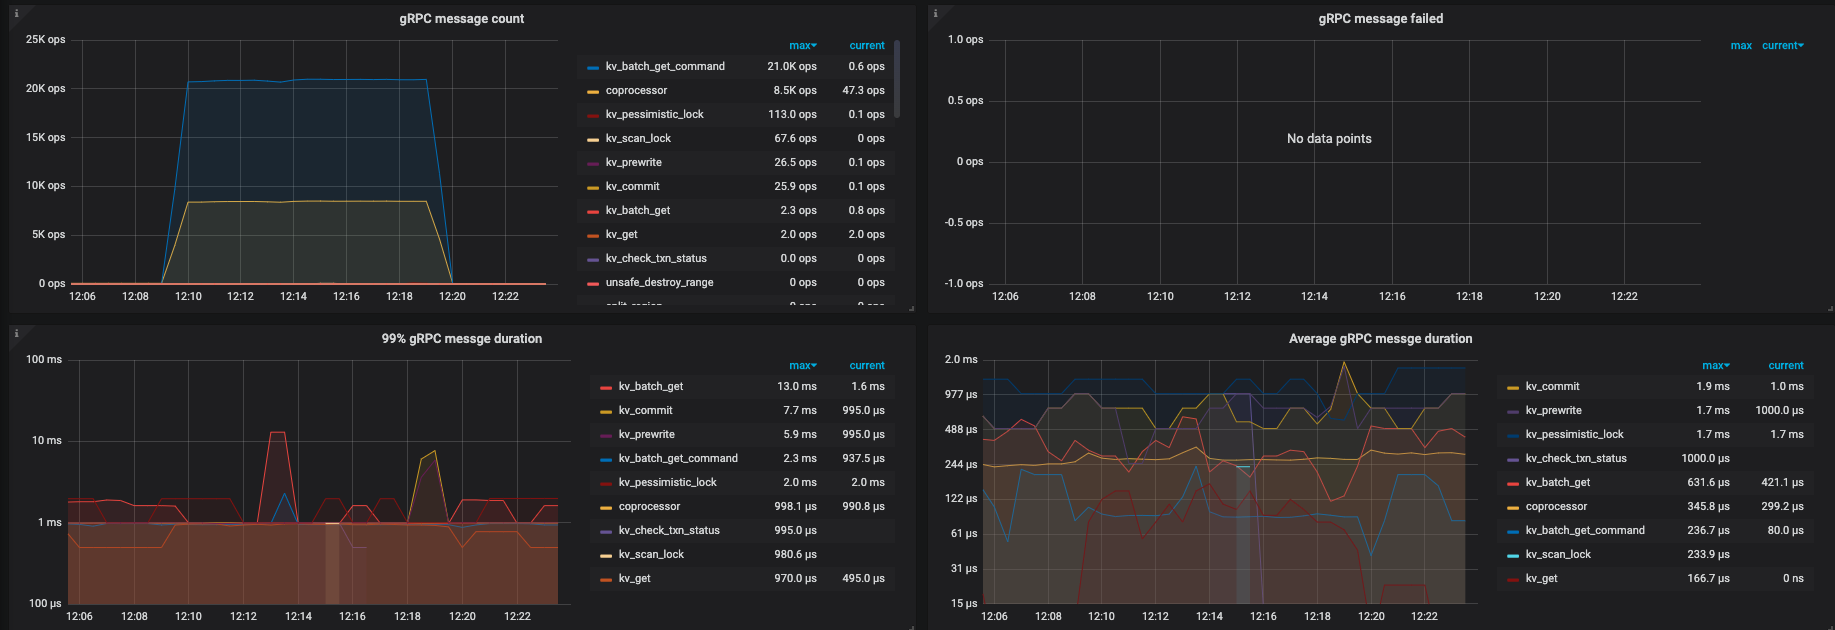 gRPC message count
25K ops
20K ops
15K ops
10K ops
5K ops
0 ops
12:06 12:08 12:10 12:12 12:14 12:16 12:18 12:20 12:22
max current
kv_batch_get_command 21.0K ops 0.6 ops
coprocessor 8.5K ops 47.3 ops
kv_pessimistic_lock 113.0 ops 0.1 ops
kv_scan_lock 67.6 ops 0 ops
kv_prewrite 26.5 ops 0.1 ops
kv_commit 25.9 ops 0.1 ops
kv_batch_get 2.3 ops 0.8 ops
kv_get 2.0 ops 2.0 ops
kv_check_txn_status 0.0 ops 0 ops
unsafe_destroy_range 0 ops 0 ops
gRPC message failed
1.0 ops
0.5 ops
0 ops
-0.5 ops
-1.0 ops
No data points
12:06 12:08 12:10 12:12 12:14 12:16 12:18 12:20 12:22
max current
99% gRPC messge duration
100 ms
10 ms
1 ms
100 µs
12:06 12:08 12:10 12:12 12:14 12:16 12:18 12:20 12:22
max current
kv_batch_get 13.0 ms 1.6 ms
kv_commit 7.7 ms 995.0 µs
kv_prewrite 5.9 ms 995.0 µs
kv_batch_get_command 2.3 ms 937.5 µs
kv_pessimistic_lock 2.0 ms 2.0 ms
coprocessor 998.1 µs 990.8 µs
kv_check_txn_status 995.0 µs
kv_scan_lock 980.6 µs
kv_get 970.0 µs 495.0 µs
Average gRPC messge duration
2.0 ms
977 µs
488 µs
244 µs
122 µs
61 µs
31 µs
15 µs
12:06 12:08 12:10 12:12 12:14 12:16 12:18 12:20 12:22
max current
kv_commit 1.9 ms 1.0 ms
kv_prewrite 1.7 ms 1000.0 µs
kv_pessimistic_lock 1.7 ms 1.7 ms
kv_check_txn_status 1000.0 µs
kv_batch_get 631.6 µs 421.1 µs
coprocessor 345.8 µs 299.2 µs
kv_batch_get_command 236.7 µs 80.0 µs
kv_scan_lock 233.9 µs
kv_get 166.7 µs 0 ns